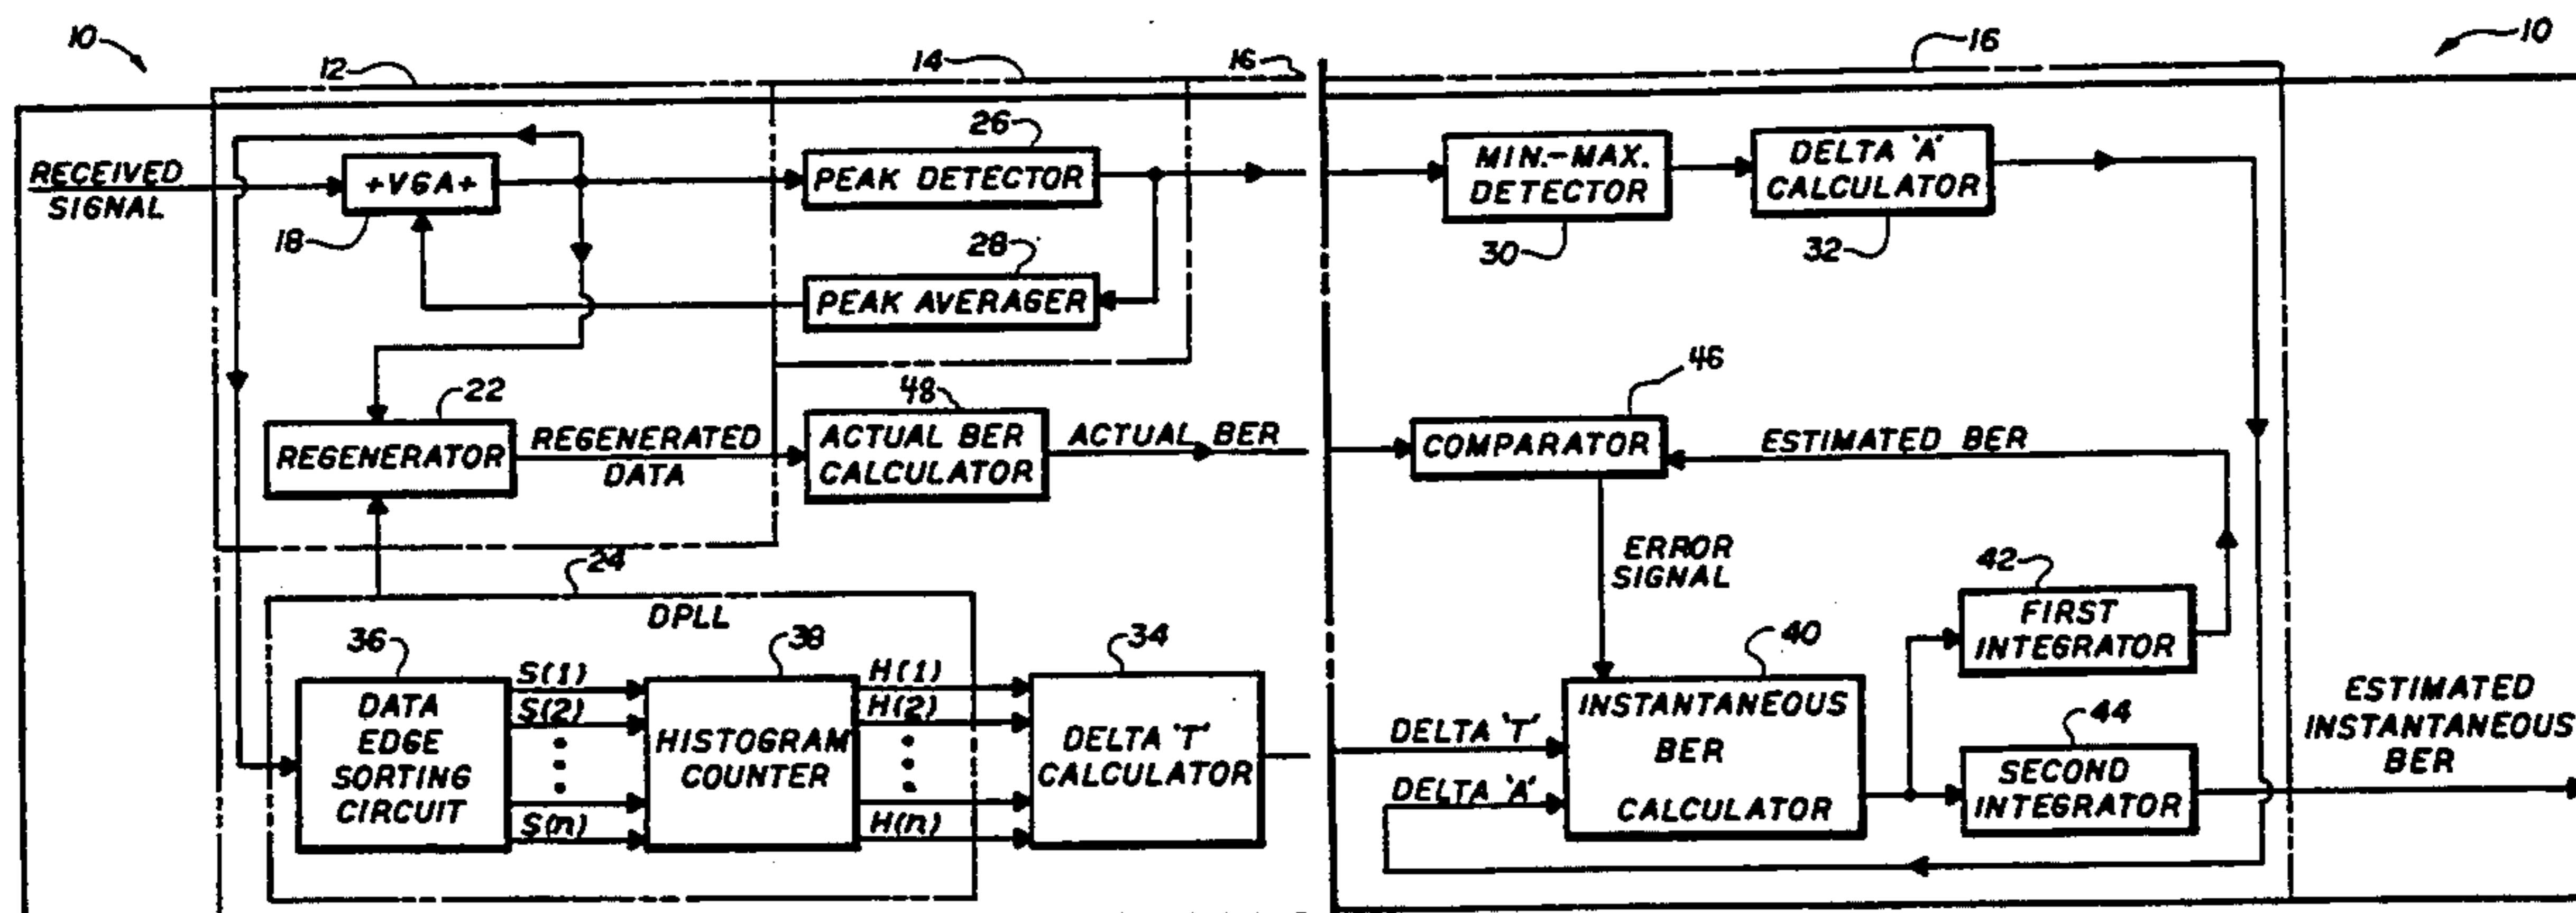 10
12
14
16
16
10
RECEIVED
SIGNAL
+VGA+
18
26
PEAK DETECTOR
28
PEAK AVERAGER
MIN.-MAX.
DETECTOR
30
DELTA 'A'
CALCULATOR
32
22
REGENERATOR
REGENERATED
DATA
48
ACTUAL BER
CALCULATOR
ACTUAL BER
46
COMPARATOR
ESTIMATED BER
ERROR
SIGNAL
24
DPLL
36
DATA
EDGE
SORTING
CIRCUIT
S(1)
S(2)
S(n)
38
HISTOGRAM
COUNTER
H(1)
H(2)
H(n)
34
DELTA 'T'
CALCULATOR
DELTA 'T'
DELTA 'A'
40
INSTANTANEOUS
BER
CALCULATOR
42
FIRST
INTEGRATOR
44
SECOND
INTEGRATOR
ESTIMATED
INSTANTANEOUS
BER